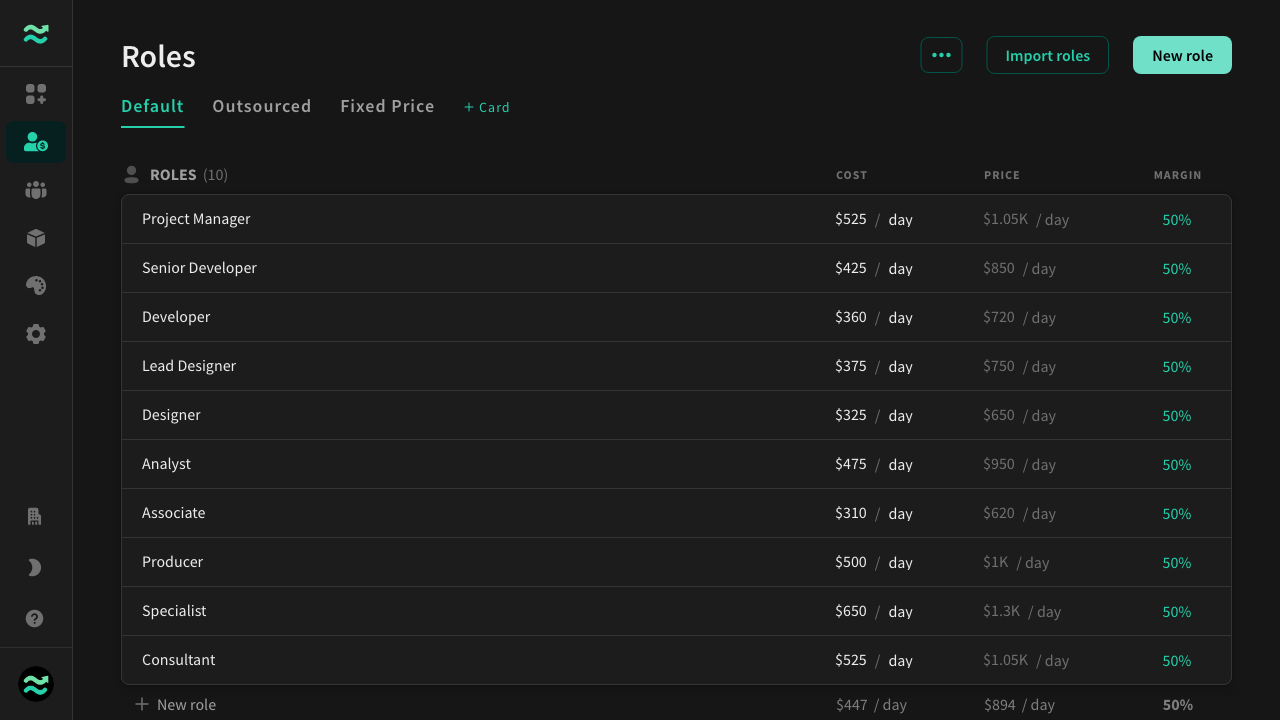 Roles
••• Import roles New role
Default Outsourced Fixed Price + Card
ROLES (10) COST PRICE MARGIN
Project Manager $525 / day $1.05K / day 50%
Senior Developer $425 / day $850 / day 50%
Developer $360 / day $720 / day 50%
Lead Designer $375 / day $750 / day 50%
Designer $325 / day $650 / day 50%
Analyst $475 / day $950 / day 50%
Associate $310 / day $620 / day 50%
Producer $500 / day $1K / day 50%
Specialist $650 / day $1.3K / day 50%
Consultant $525 / day $1.05K / day 50%
+ New role $447 / day $894 / day 50%